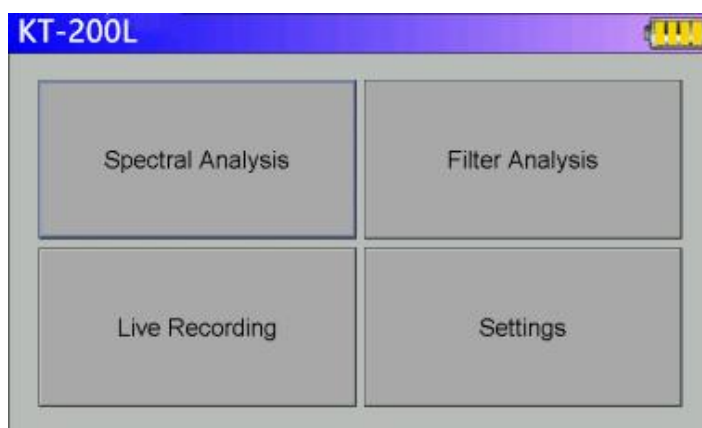 KT-200L
Spectral Analysis
Filter Analysis
Live Recording
Settings